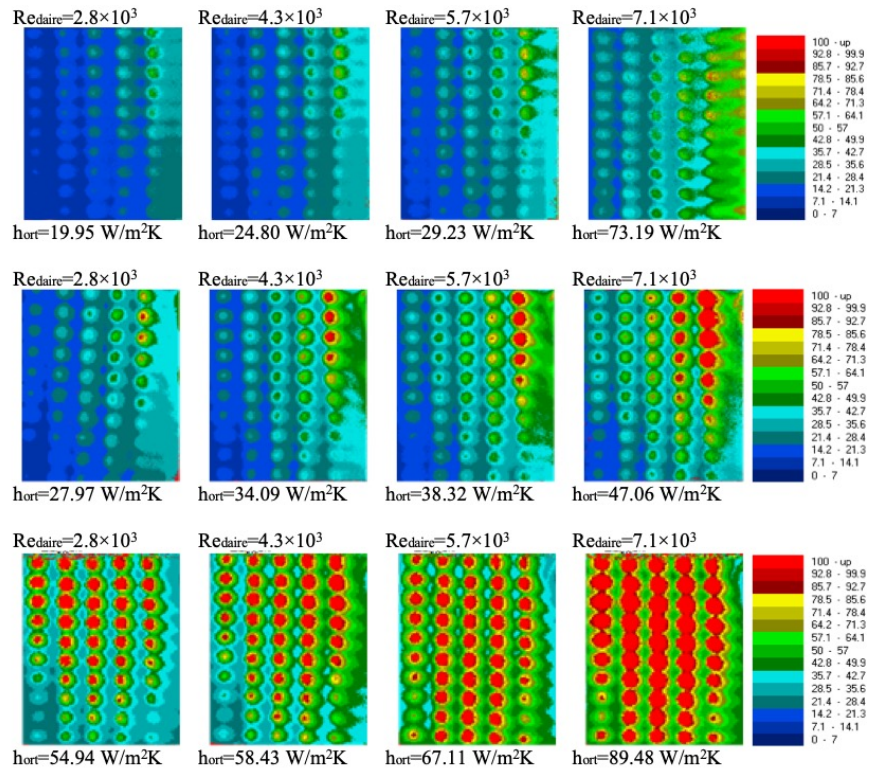 Redaire=2.8×10³ Redaire=4.3×10³ Redaire=5.7×10³ Redaire=7.1×10³
100 - up
92.8 - 99.9
85.7 - 92.7
78.5 - 85.6
71.4 - 78.4
64.2 - 71.3
57.1 - 64.1
50 - 57
42.8 - 49.9
35.7 - 42.7
28.5 - 35.6
21.4 - 28.4
14.2 - 21.3
7.1 - 14.1
0 - 7
hort=19.95 W/m²K hort=24.80 W/m²K hort=29.23 W/m²K hort=73.19 W/m²K
Redaire=2.8×10³ Redaire=4.3×10³ Redaire=5.7×10³ Redaire=7.1×10³
100 - up
92.8 - 99.9
85.7 - 92.7
78.5 - 85.6
71.4 - 78.4
64.2 - 71.3
57.1 - 64.1
50 - 57
42.8 - 49.9
35.7 - 42.7
28.5 - 35.6
21.4 - 28.4
14.2 - 21.3
7.1 - 14.1
0 - 7
hort=27.97 W/m²K hort=34.09 W/m²K hort=38.32 W/m²K hort=47.06 W/m²K
Redaire=2.8×10³ Redaire=4.3×10³ Redaire=5.7×10³ Redaire=7.1×10³
100 - up
92.8 - 99.9
85.7 - 92.7
78.5 - 85.6
71.4 - 78.4
64.2 - 71.3
57.1 - 64.1
50 - 57
42.8 - 49.9
35.7 - 42.7
28.5 - 35.6
21.4 - 28.4
14.2 - 21.3
7.1 - 14.1
0 - 7
hort=54.94 W/m²K hort=58.43 W/m²K hort=67.11 W/m²K hort=89.48 W/m²K